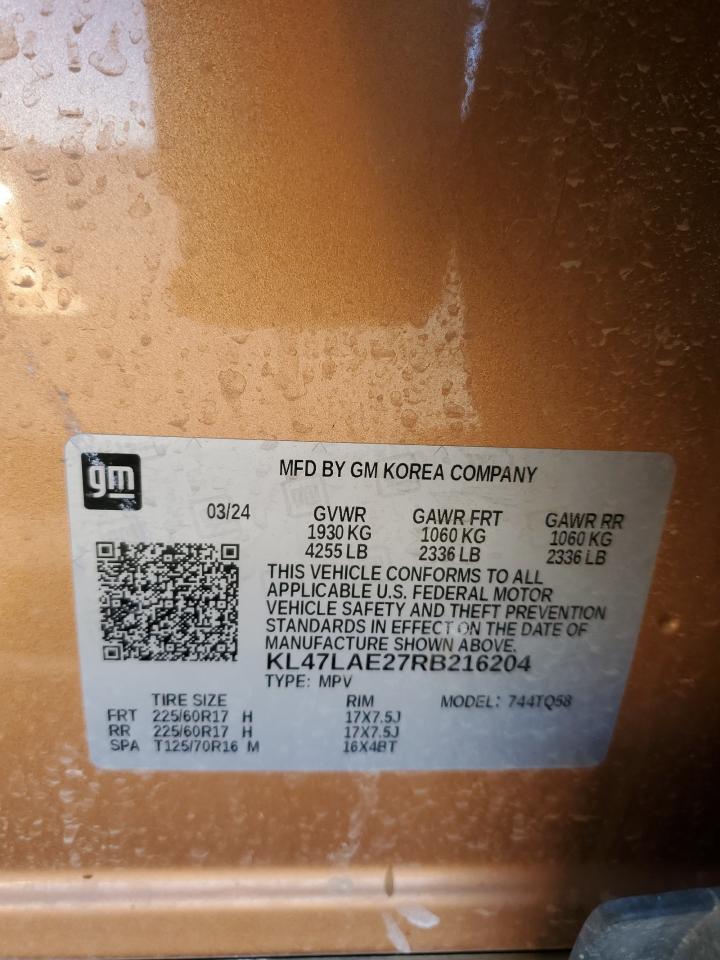 gm
MFD BY GM KOREA COMPANY
03/24 GVWR GAWR FRT GAWR RR
1930 KG 1060 KG 1060 KG
4255 LB 2336 LB 2336 LB
THIS VEHICLE CONFORMS TO ALL
APPLICABLE U.S. FEDERAL MOTOR
VEHICLE SAFETY AND THEFT PREVENTION
STANDARDS IN EFFECT ON THE DATE OF
MANUFACTURE SHOWN ABOVE.
KL47LAE27RB216204
TYPE: MPV
TIRE SIZE RIM MODEL: 744TQ58
FRT 225/60R17 H 17X7.5J
RR 225/60R17 H 17X7.5J
SPA T125/70R16 M 16X4BT